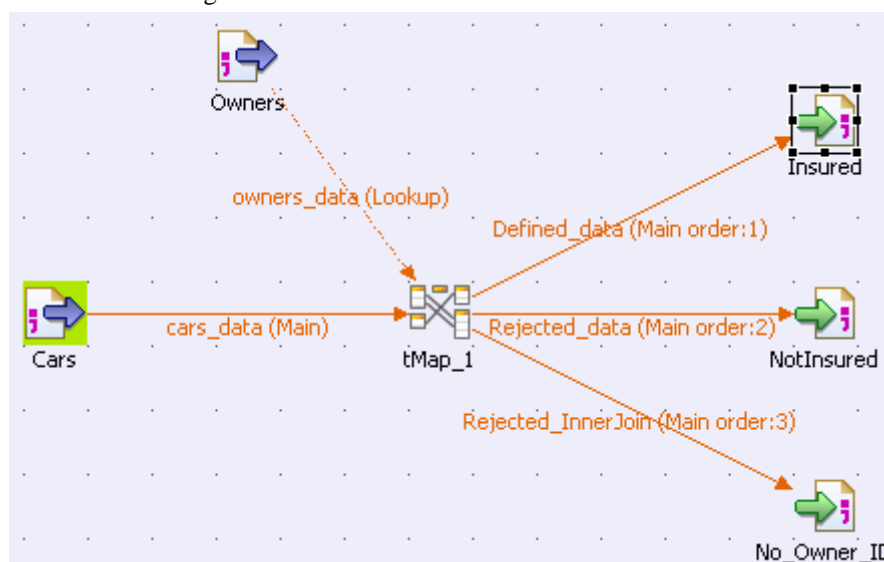 Owners
Insured
owners_data (Lookup)
Defined_data (Main order:1)
cars_data (Main)
Rejected_data (Main order:2)
Cars
tMap_1
NotInsured
Rejected_InnerJoin (Main order:3)
No_Owner_ID